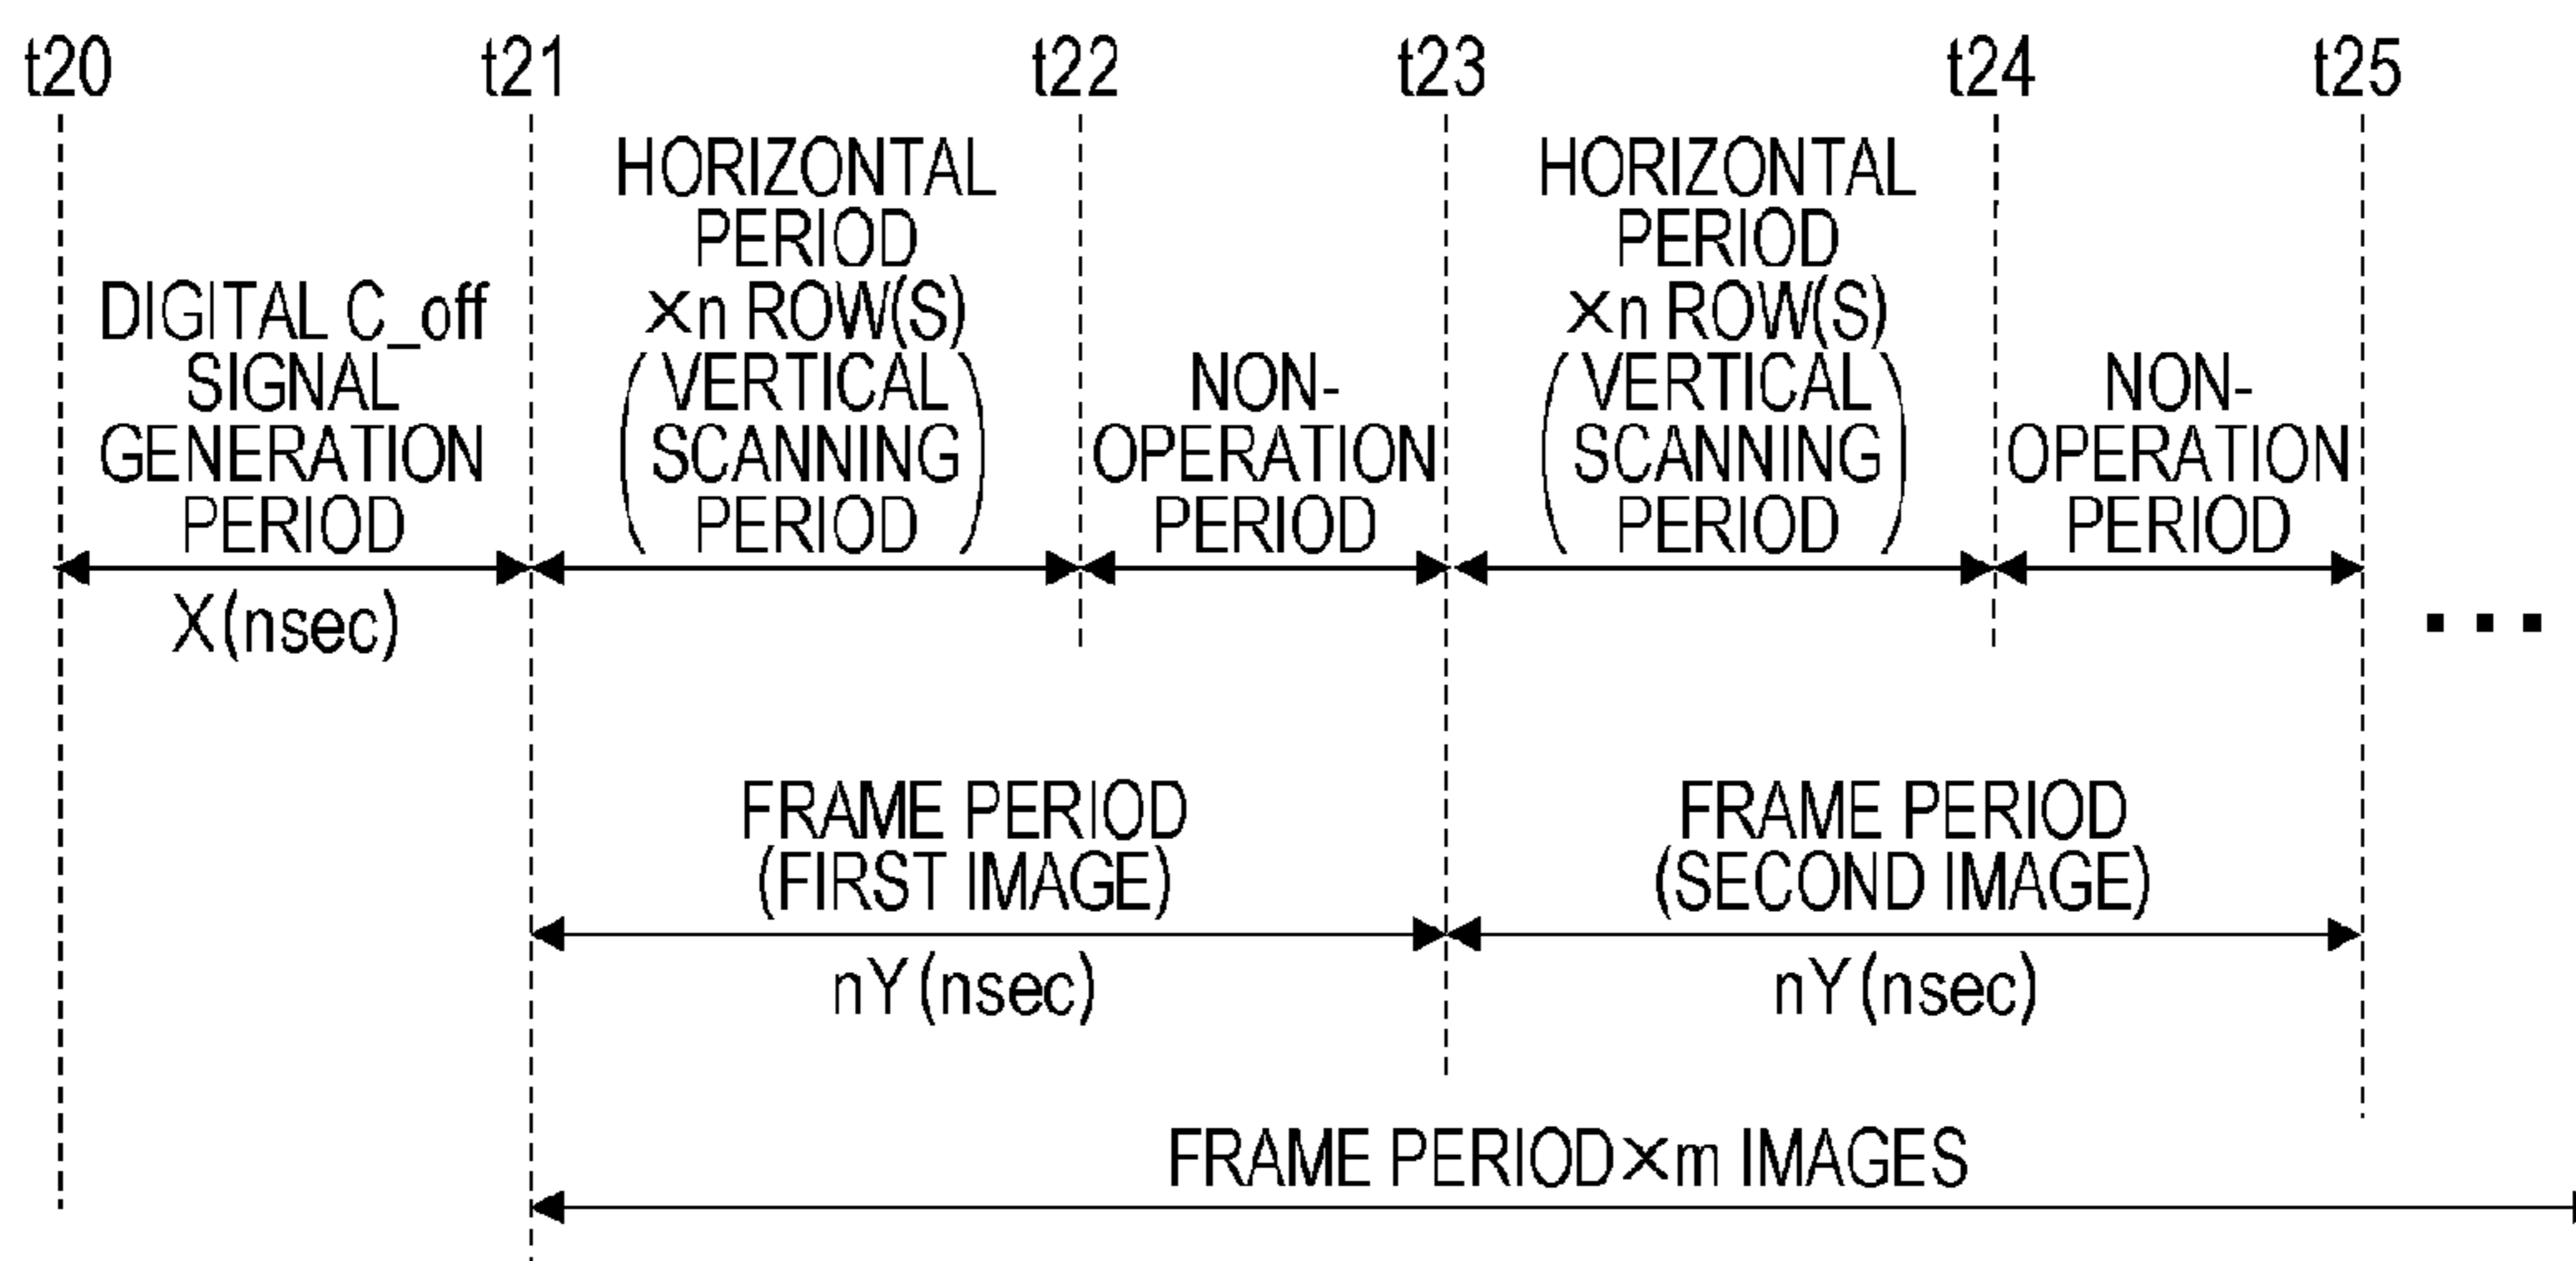 t20 t21 t22 t23 t24 t25
DIGITAL C_off
SIGNAL
GENERATION
PERIOD
X(nsec)
HORIZONTAL
PERIOD
×n ROW(S)
(VERTICAL
SCANNING
PERIOD)
NON-
OPERATION
PERIOD
HORIZONTAL
PERIOD
×n ROW(S)
(VERTICAL
SCANNING
PERIOD)
NON-
OPERATION
PERIOD
...
FRAME PERIOD
(FIRST IMAGE)
nY(nsec)
FRAME PERIOD
(SECOND IMAGE)
nY(nsec)
FRAME PERIOD×m IMAGES